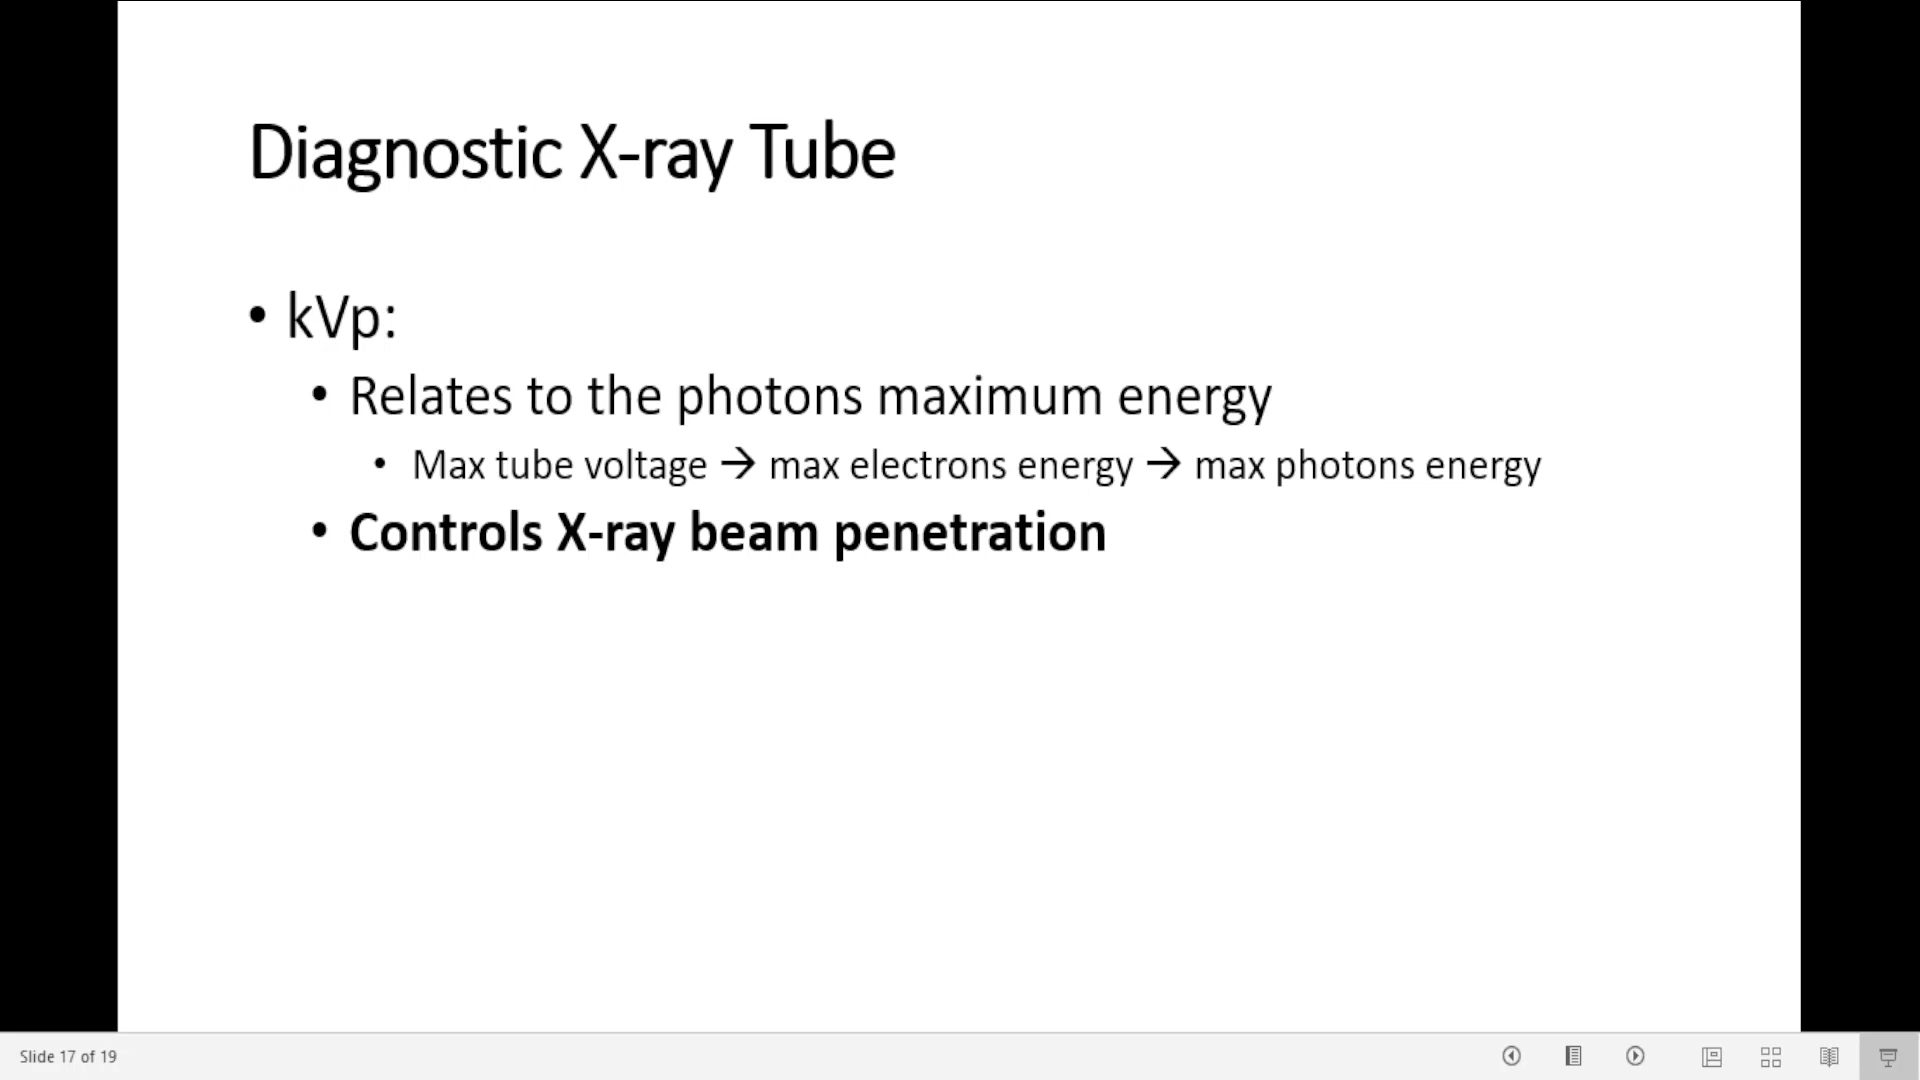 Diagnostic X-ray Tube
• kVp:
• Relates to the photons maximum energy
• Max tube voltage → max electrons energy → max photons energy
• Controls X-ray beam penetration
Slide 17 of 19